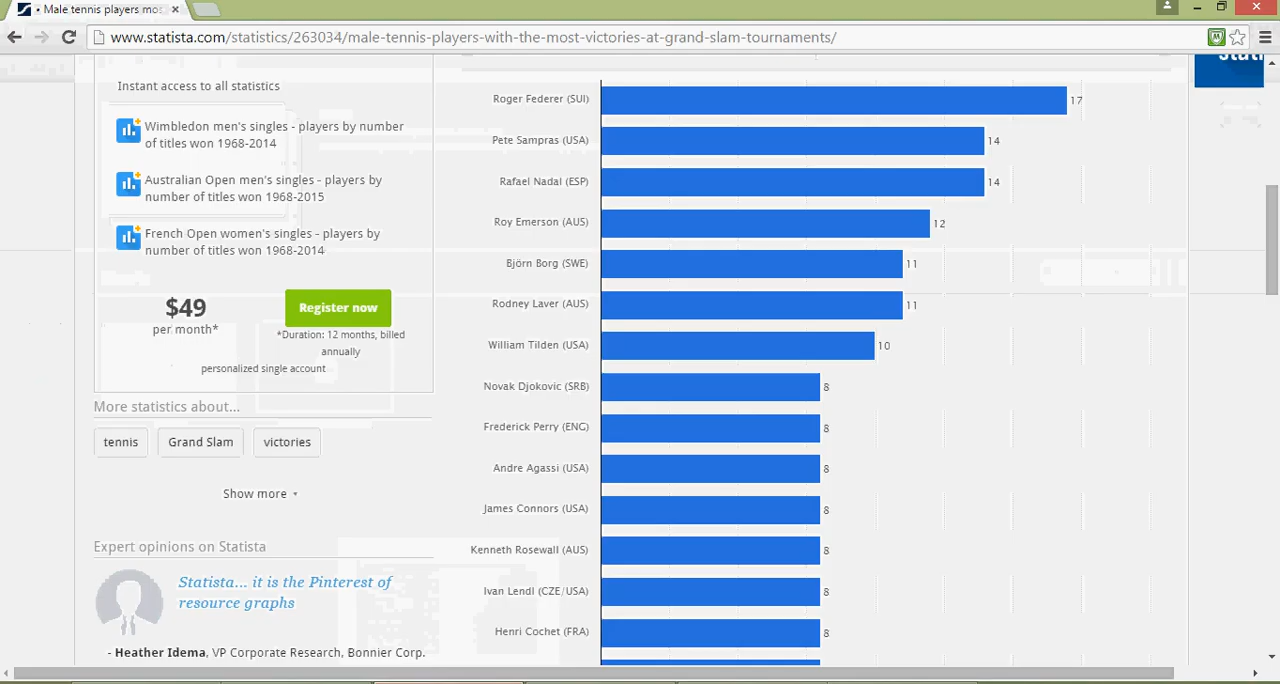 Male tennis players mos
www.statista.com/statistics/263034/male-tennis-players-with-the-most-victories-at-grand-slam-tournaments/
Instant access to all statistics
Wimbledon men's singles - players by number
of titles won 1968-2014
Australian Open men's singles - players by
number of titles won 1968-2015
French Open women's singles - players by
number of titles won 1968-2014
$49
per month*
Register now
*Duration: 12 months, billed
annually
personalized single account
More statistics about...
tennis
Grand Slam
victories
Show more
Expert opinions on Statista
Statista... it is the Pinterest of
resource graphs
- Heather Idema, VP Corporate Research, Bonnier Corp.
Roger Federer (SUI) 17
Pete Sampras (USA) 14
Rafael Nadal (ESP) 14
Roy Emerson (AUS) 12
Björn Borg (SWE) 11
Rodney Laver (AUS) 11
William Tilden (USA) 10
Novak Djokovic (SRB) 8
Frederick Perry (ENG) 8
Andre Agassi (USA) 8
James Connors (USA) 8
Kenneth Rosewall (AUS) 8
Ivan Lendl (CZE/USA) 8
Henri Cochet (FRA) 8